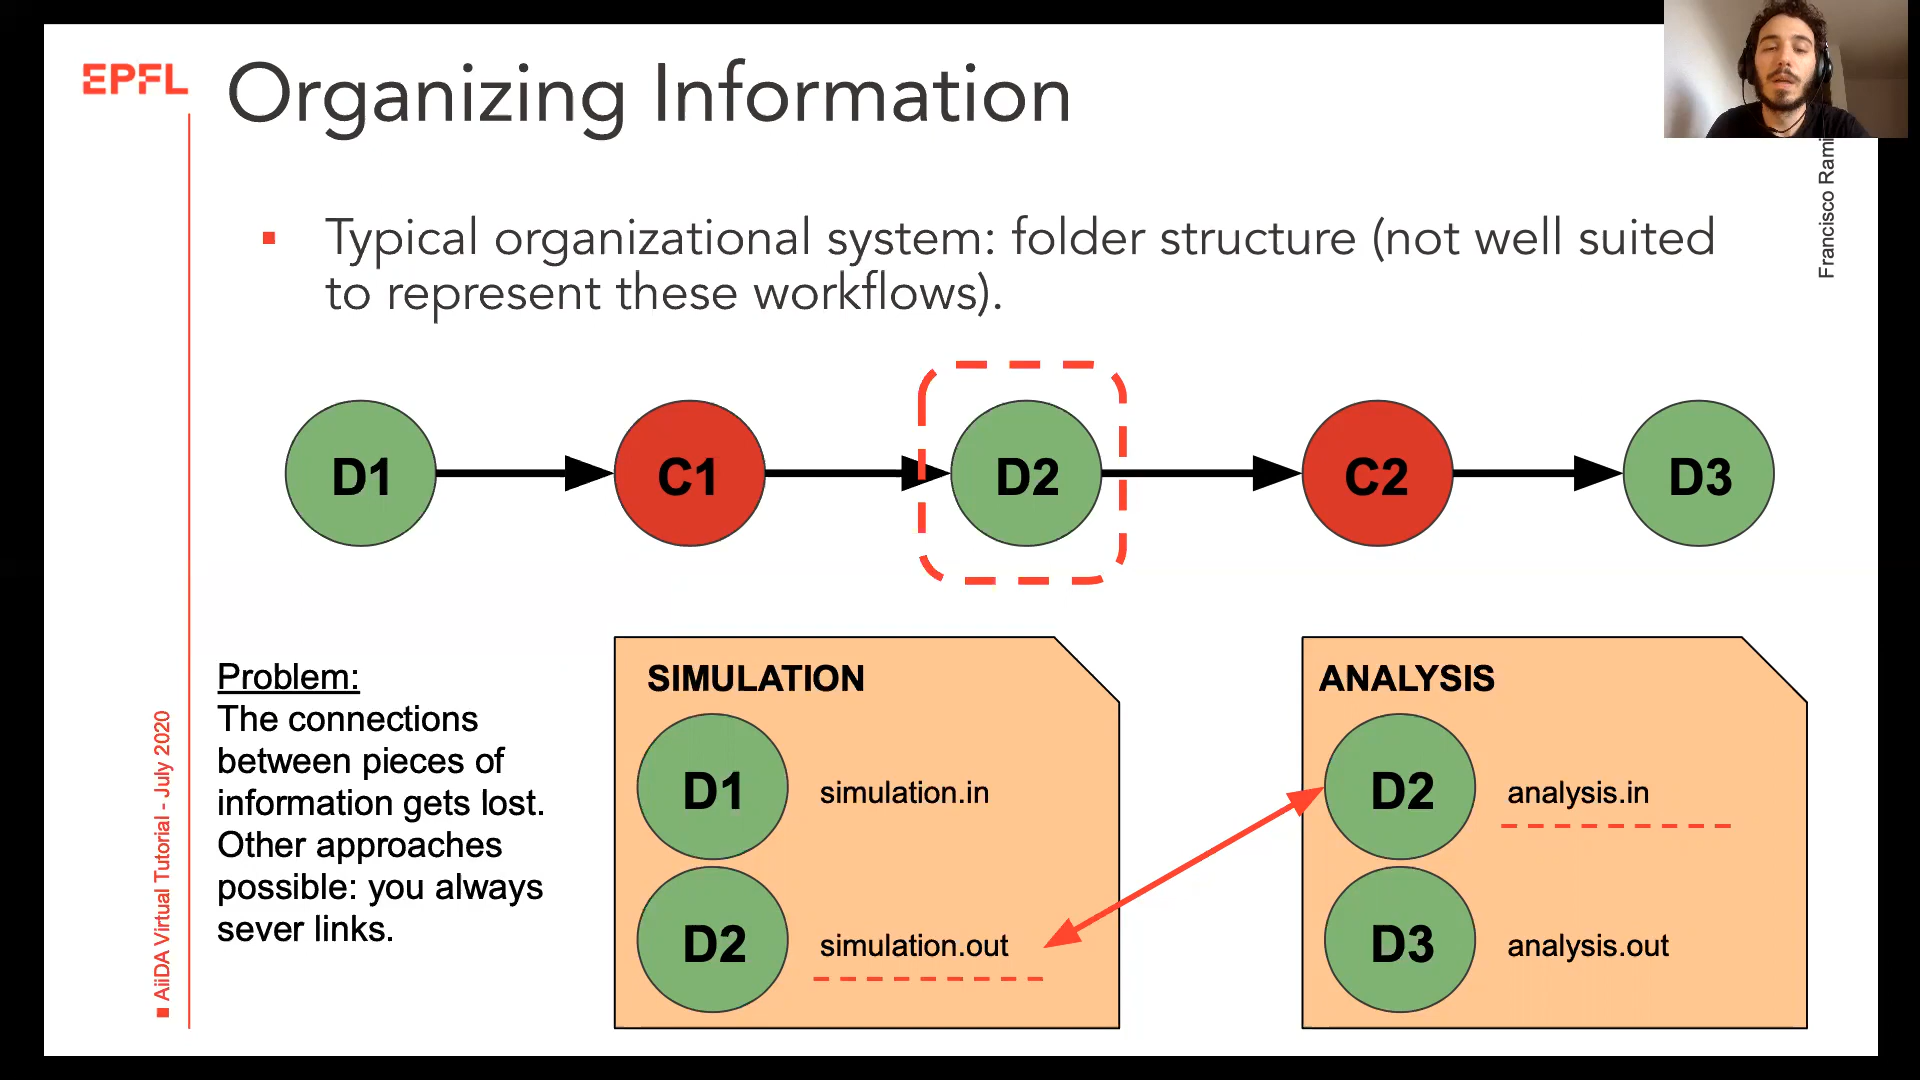 EPFL
Organizing Information
Francisco
Typical organizational system: folder structure (not well suited
to represent these workflows).
D1
C1
D2
C2
D3
Problem:
The connections
between pieces of
information gets lost.
Other approaches
possible: you always
sever links.
SIMULATION
D1
simulation.in
D2
simulation.out
ANALYSIS
D2
analysis.in
D3
analysis.out
AiiDA Virtual Tutorial - July 2020